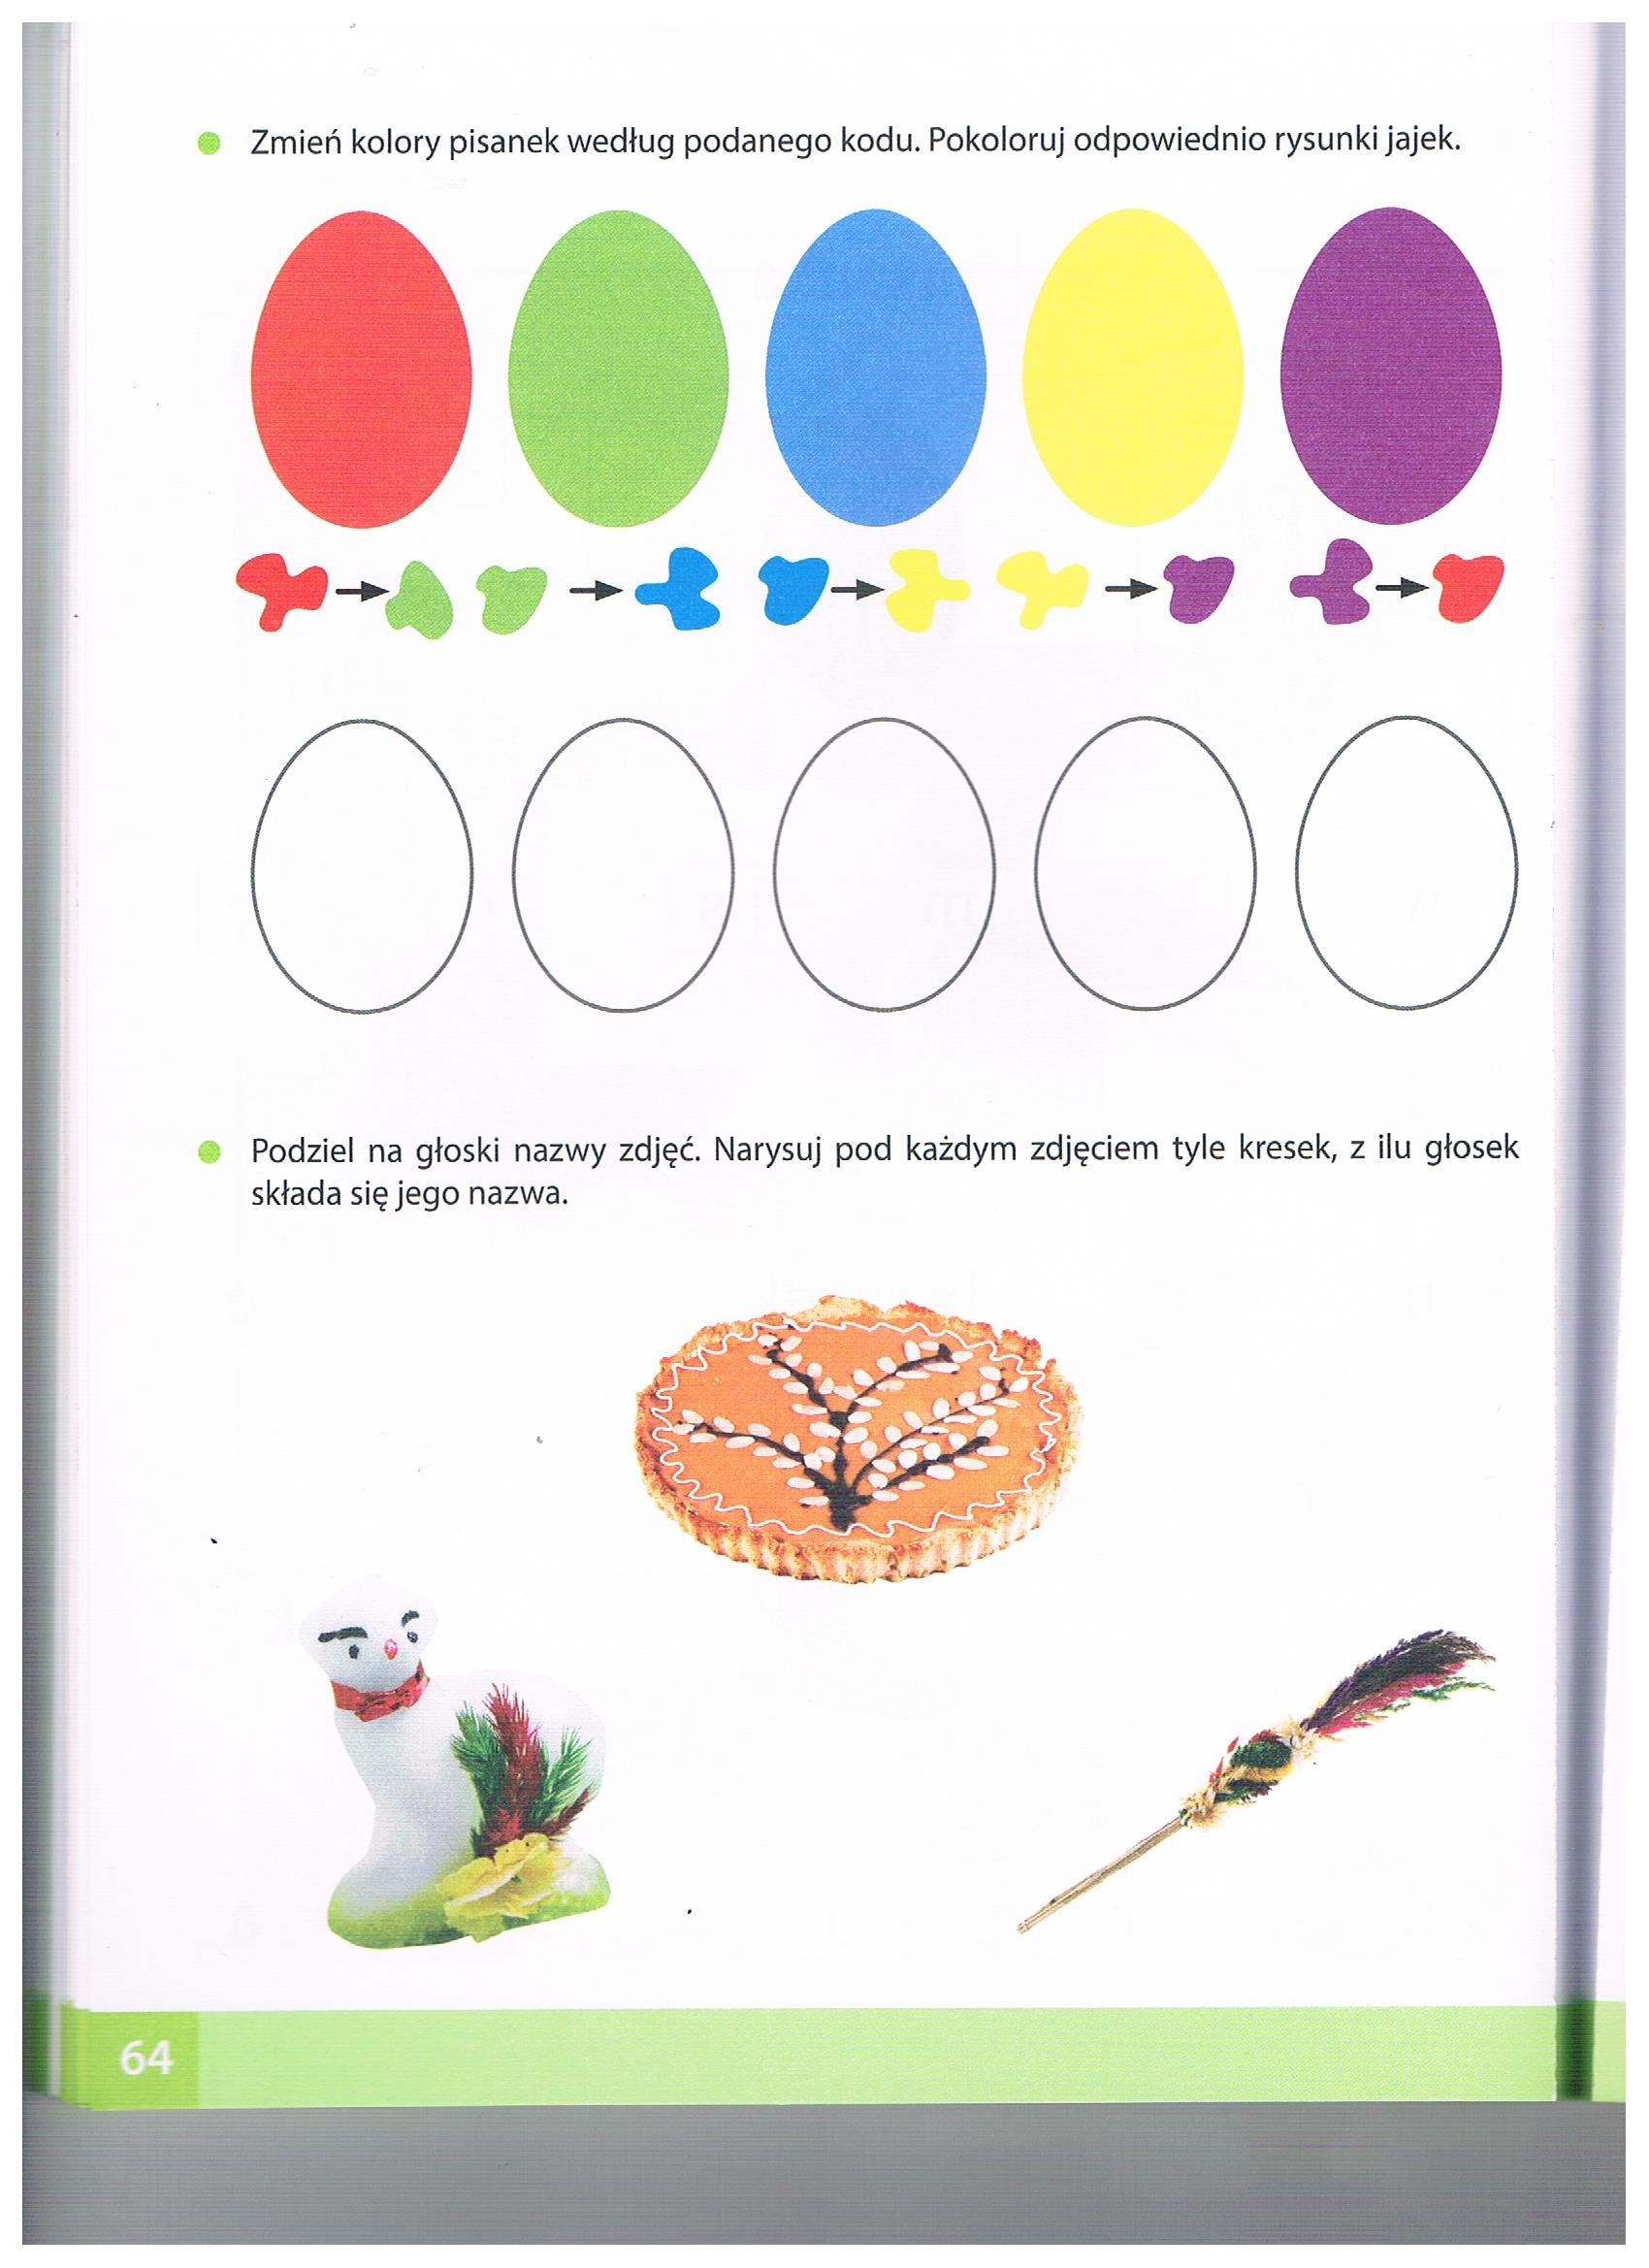 Zmień kolory pisanek według podanego kodu. Pokoloruj odpowiednio rysunki jajek.
Podziel na głoski nazwy zdjęć. Narysuj pod każdym zdjęciem tyle kresek, z ilu głosek
składa się jego nazwa.
64